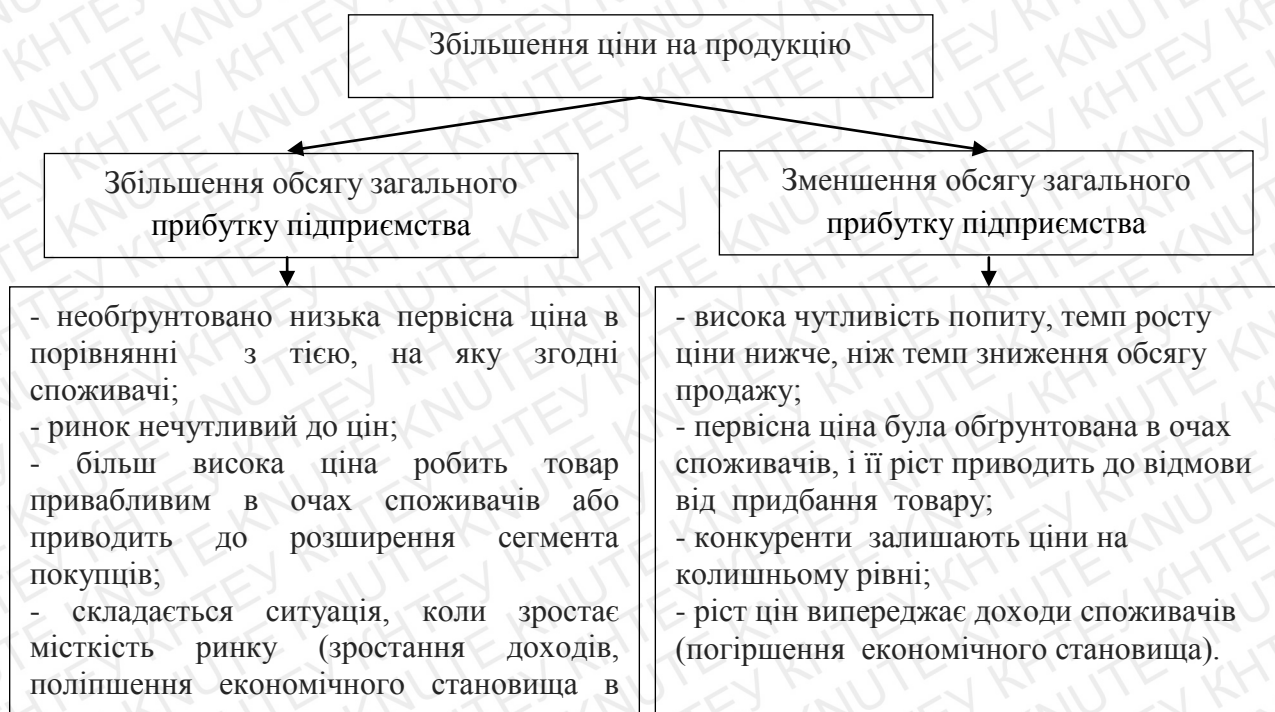 Збільшення ціни на продукцію
Збільшення обсягу загального
прибутку підприємства
Зменшення обсягу загального
прибутку підприємства
- необґрунтовано низька первісна ціна в
порівнянні з тією, на яку згодні
споживачі;
- ринок нечутливий до цін;
- більш висока ціна робить товар
привабливим в очах споживачів або
приводить до розширення сегмента
покупців;
- складається ситуація, коли зростає
місткість ринку (зростання доходів,
поліпшення економічного становища в
- висока чутливість попиту, темп росту
ціни нижче, ніж темп зниження обсягу
продажу;
- первісна ціна була обґрунтована в очах
споживачів, і її ріст приводить до відмови
від придбання товару;
- конкуренти залишають ціни на
колишньому рівні;
- ріст цін випереджає доходи споживачів
(погіршення економічного становища).